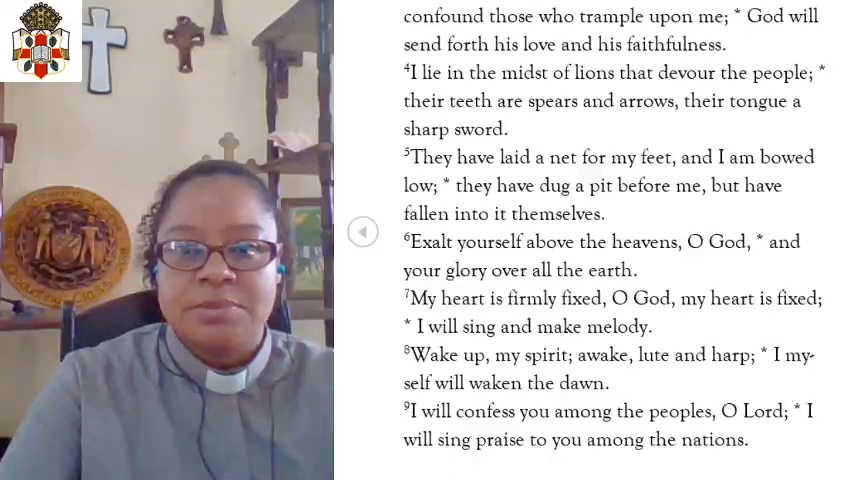 confound those who trample upon me; * God will
send forth his love and his faithfulness.
4I lie in the midst of lions that devour the people; *
their teeth are spears and arrows, their tongue a
sharp sword.
5They have laid a net for my feet, and I am bowed
low; * they have dug a pit before me, but have
fallen into it themselves.
6Exalt yourself above the heavens, O God, * and
your glory over all the earth.
7My heart is firmly fixed, O God, my heart is fixed;
* I will sing and make melody.
8Wake up, my spirit; awake, lute and harp; * I my-
self will waken the dawn.
9I will confess you among the peoples, O Lord; * I
will sing praise to you among the nations.